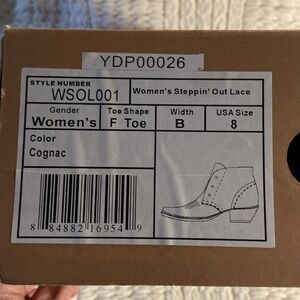 YDP00026
STYLE NUMBER
WSOL001
Women's Steppin' Out Lace
Gender Toe Shape Width USA Size
Women's F Toe B 8
Color
Cognac
8 84882 16954 9